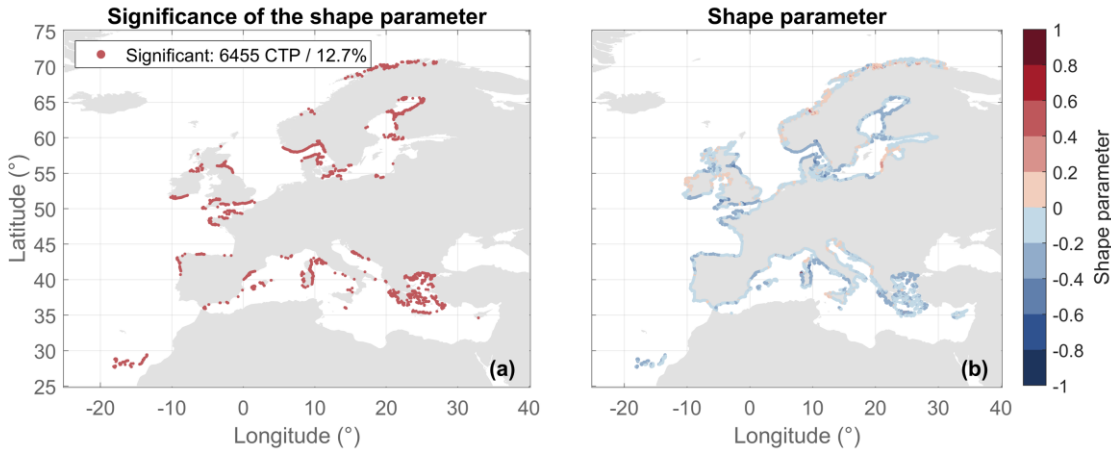 Significance of the shape parameter
Significant: 6455 CTP / 12.7%
75
70
65
60
55
50
45
40
35
30
25
Latitude (°)
-20 -10 0 10 20 30 40
Longitude (°)
(a)
Shape parameter
-20 -10 0 10 20 30 40
Longitude (°)
(b)
1
0.8
0.6
0.4
0.2
0
-0.2
-0.4
-0.6
-0.8
-1
Shape parameter